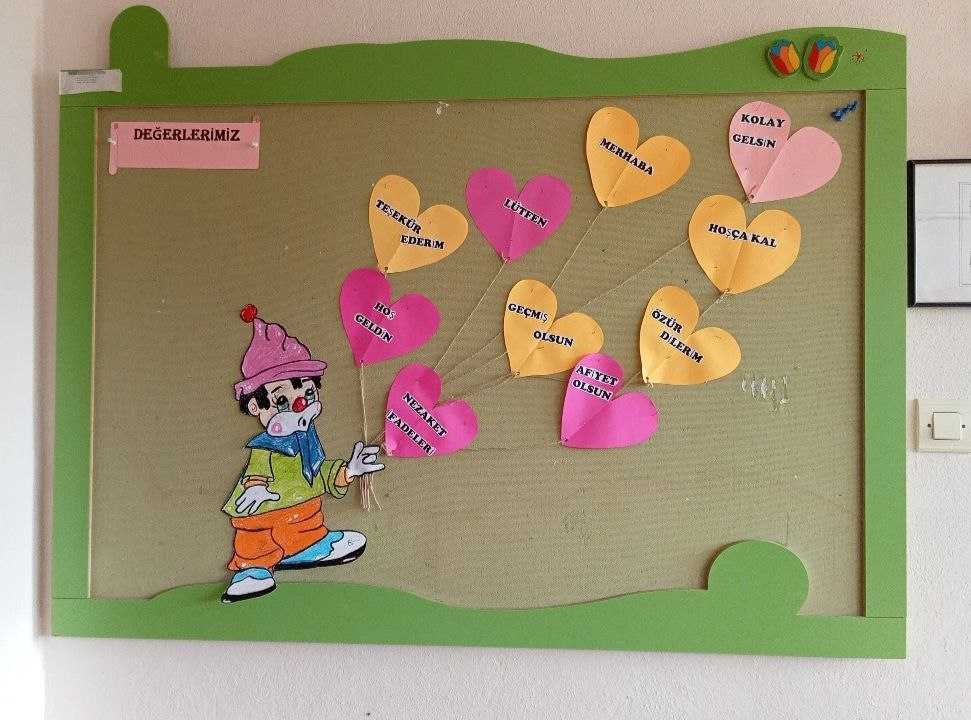 DEĞERLERİMİZ
KOLAY
GELSİN
MERHABA
TEŞEKÜR
EDERİM
LÜTFEN
HOŞÇA KAL
HOŞ
GELDİN
GEÇMİŞ
OLSUN
ÖZÜR
DİLERİM
AFİYET
OLSUN
NEZAKET
İFADELERİ